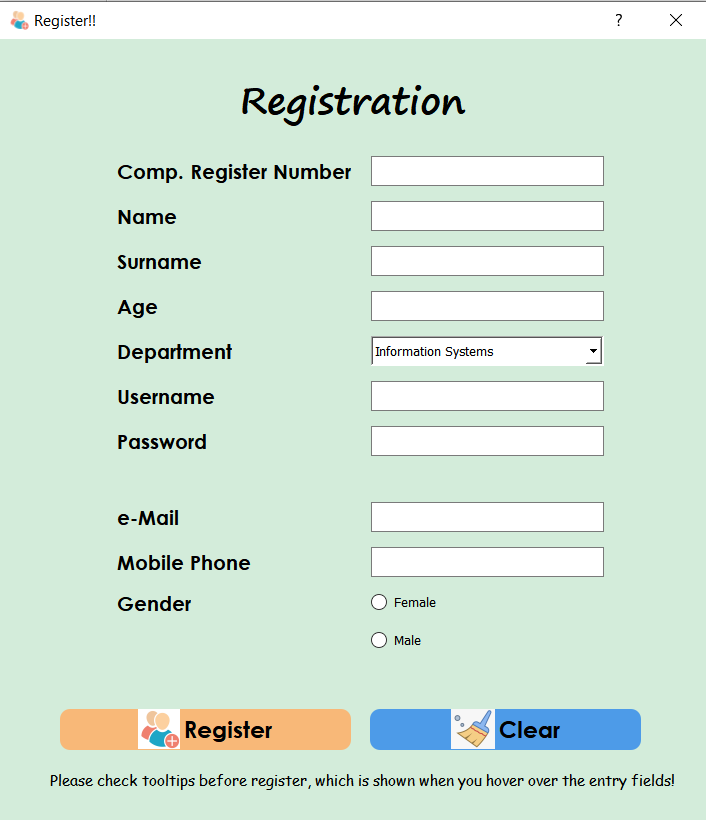 Register!!
?
Registration
Comp. Register Number
Name
Surname
Age
Department Information Systems
Username
Password
e-Mail
Mobile Phone
Gender Female
Male
Register Clear
Please check tooltips before register, which is shown when you hover over the entry fields!